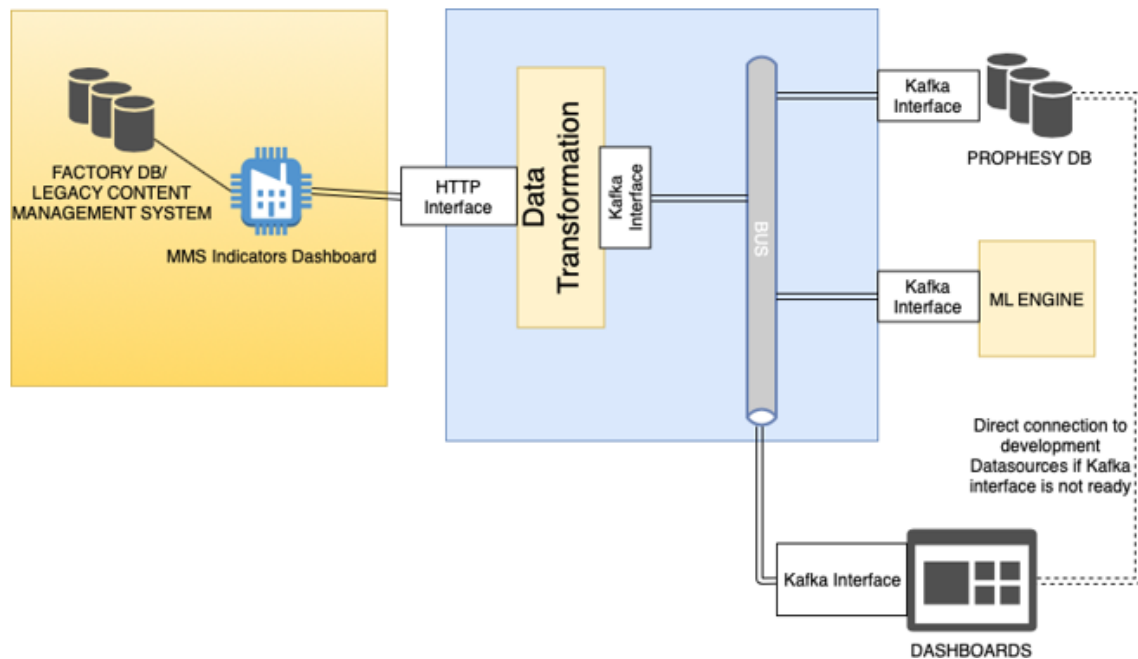 FACTORY DB/
LEGACY CONTENT
MANAGEMENT SYSTEM
MMS Indicators Dashboard
HTTP
Interface
Data
Transformation
Kafka
Interface
BUS
Kafka
Interface
PROPHESY DB
Kafka
Interface
ML ENGINE
Direct connection to
development
Datasources if Kafka
interface is not ready
Kafka Interface
DASHBOARDS